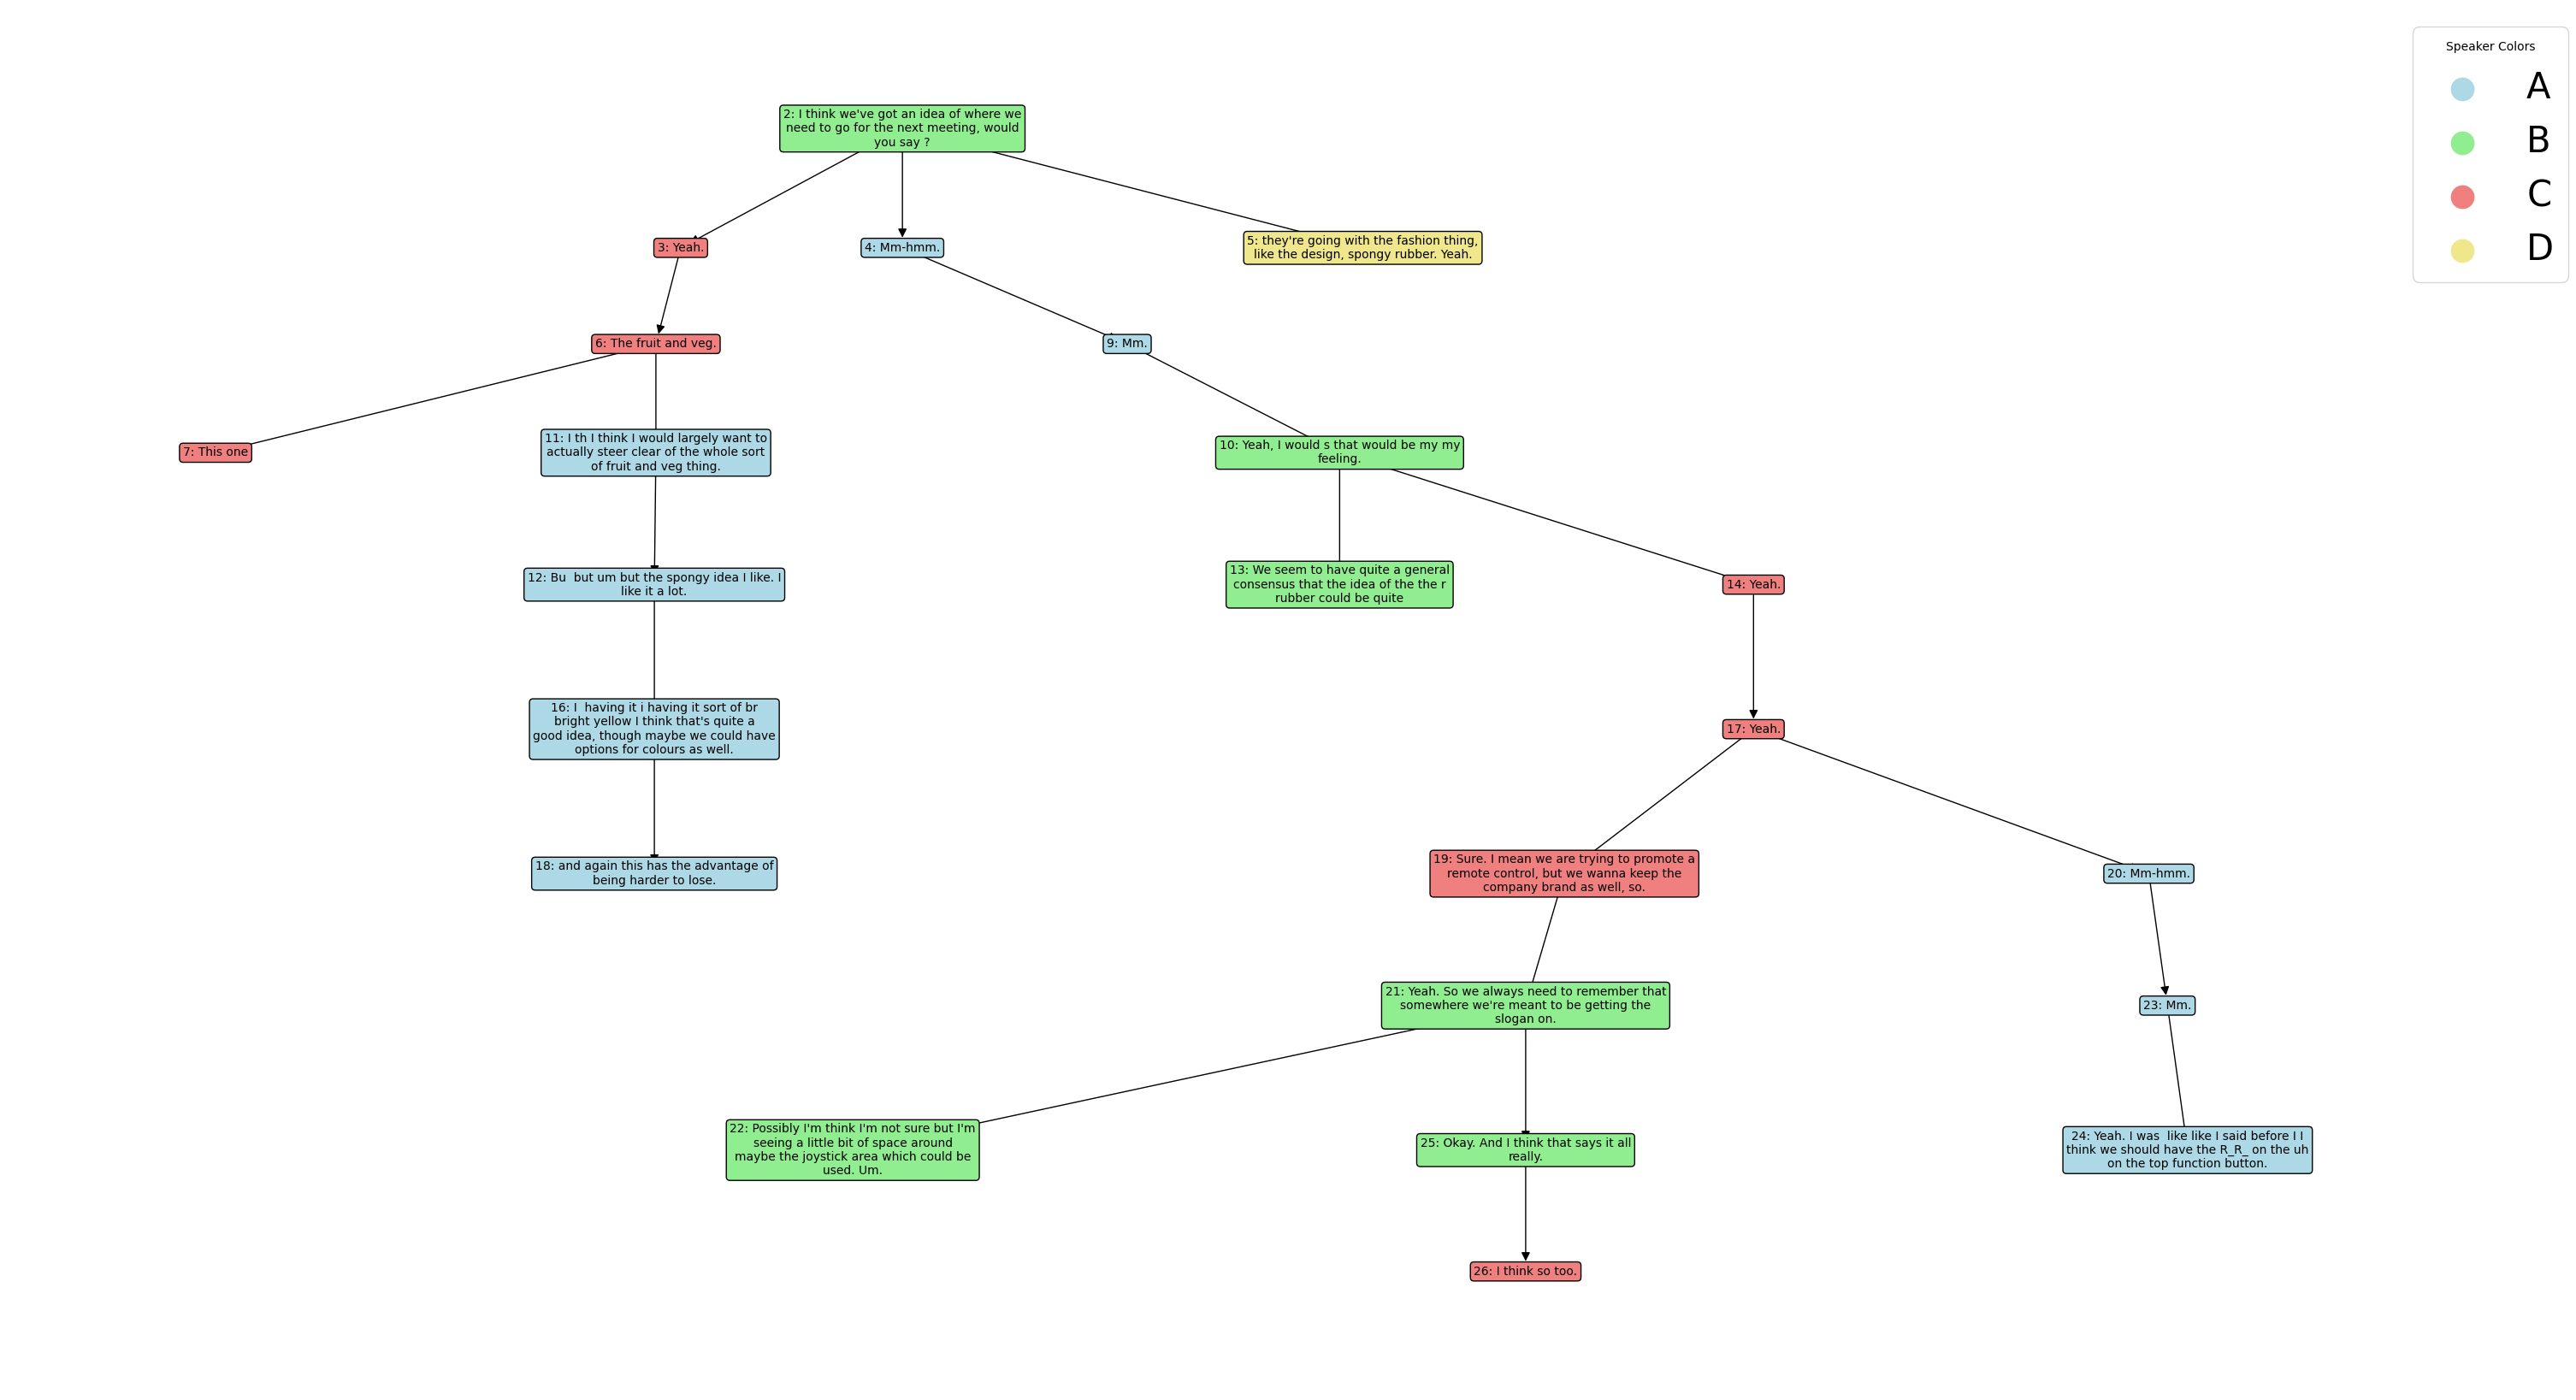 Speaker Colors
A
B
C
D
2: I think we've got an idea of where we
need to go for the next meeting, would
you say ?
3: Yeah.
4: Mm-hmm.
5: they're going with the fashion thing,
like the design, spongy rubber. Yeah.
6: The fruit and veg.
9: Mm.
7: This one
11: I th I think I would largely want to
actually steer clear of the whole sort
of fruit and veg thing.
10: Yeah, I would s that would be my my
feeling.
12: Bu  but um but the spongy idea I like. I
like it a lot.
13: We seem to have quite a general
consensus that the idea of the the r
rubber could be quite
14: Yeah.
16: I  having it i having it sort of br
bright yellow I think that's quite a
good idea, though maybe we could have
options for colours as well.
17: Yeah.
18: and again this has the advantage of
being harder to lose.
19: Sure. I mean we are trying to promote a
remote control, but we wanna keep the
company brand as well, so.
20: Mm-hmm.
21: Yeah. So we always need to remember that
somewhere we're meant to be getting the
slogan on.
23: Mm.
22: Possibly I'm think I'm not sure but I'm
seeing a little bit of space around
maybe the joystick area which could be
used. Um.
25: Okay. And I think that says it all
really.
24: Yeah. I was  like like I said before I I
think we should have the R_R_ on the uh
on the top function button.
26: I think so too.